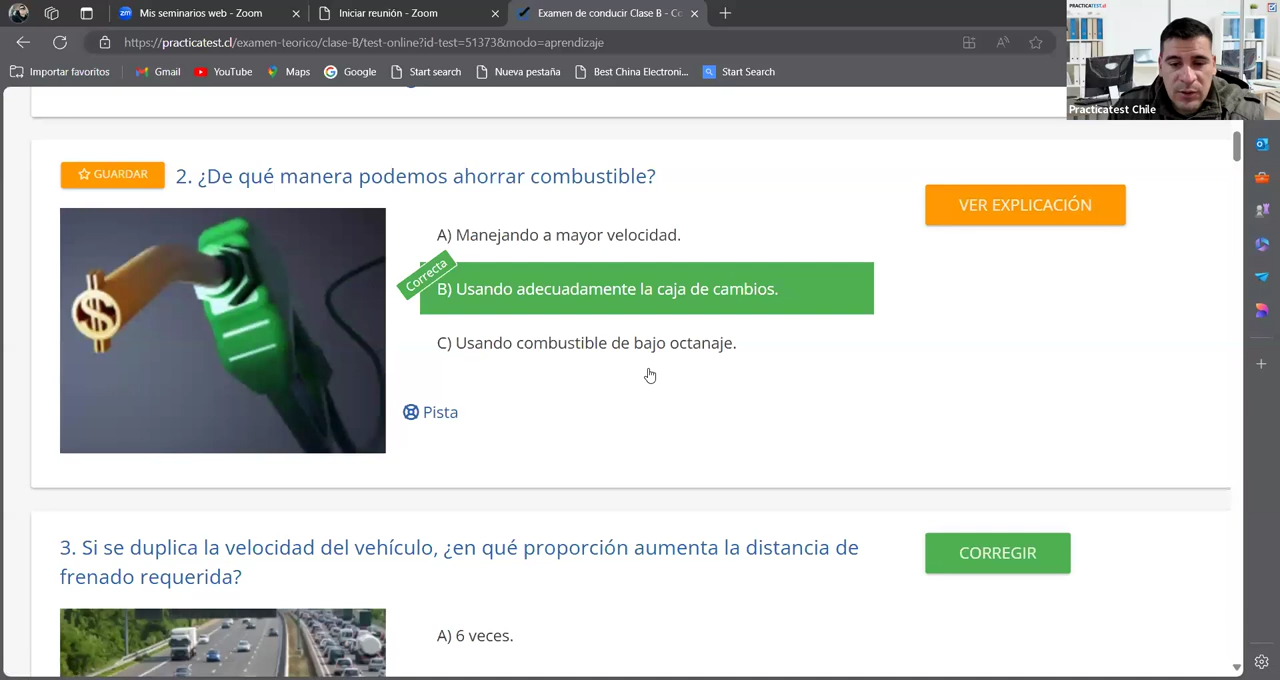 Mis seminarios web - Zoom
Iniciar reunión - Zoom
Examen de conducir Clase B - Co
https://practicatest.cl/examen-teorico/clase-B/test-online?id-test=51373&modo=aprendizaje
Importar favoritos
Gmail
YouTube
Maps
Google
Start search
Nueva pestaña
Best China Electroni...
Start Search
PRACTICATEST.cl
Practicatest Chile
GUARDAR
2. ¿De qué manera podemos ahorrar combustible?
VER EXPLICACIÓN
A) Manejando a mayor velocidad.
Correcta
B) Usando adecuadamente la caja de cambios.
C) Usando combustible de bajo octanaje.
Pista
3. Si se duplica la velocidad del vehículo, ¿en qué proporción aumenta la distancia de
frenado requerida?
CORREGIR
A) 6 veces.